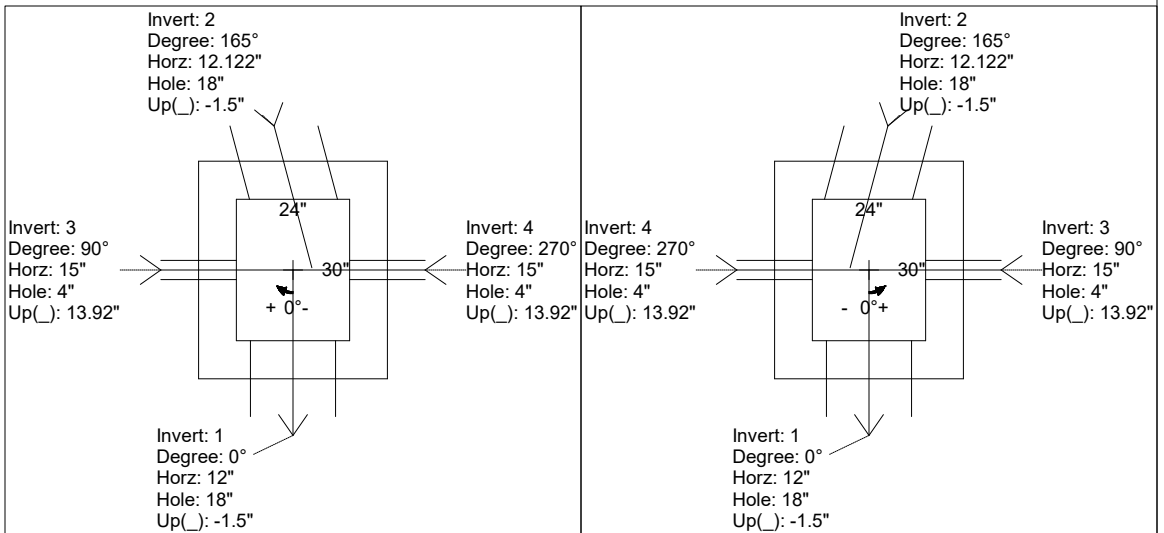 Invert: 2
Degree: 165°
Horz: 12.122"
Hole: 18"
Up(_): -1.5"
24"
Invert: 3
Degree: 90°
Horz: 15"
Hole: 4"
Up(_): 13.92"
30"
Invert: 4
Degree: 270°
Horz: 15"
Hole: 4"
Up(_): 13.92"
+ 0°-
Invert: 1
Degree: 0°
Horz: 12"
Hole: 18"
Up(_): -1.5"
Invert: 2
Degree: 165°
Horz: 12.122"
Hole: 18"
Up(_): -1.5"
24"
Invert: 4
Degree: 270°
Horz: 15"
Hole: 4"
Up(_): 13.92"
30"
Invert: 3
Degree: 90°
Horz: 15"
Hole: 4"
Up(_): 13.92"
- 0°+
Invert: 1
Degree: 0°
Horz: 12"
Hole: 18"
Up(_): -1.5"